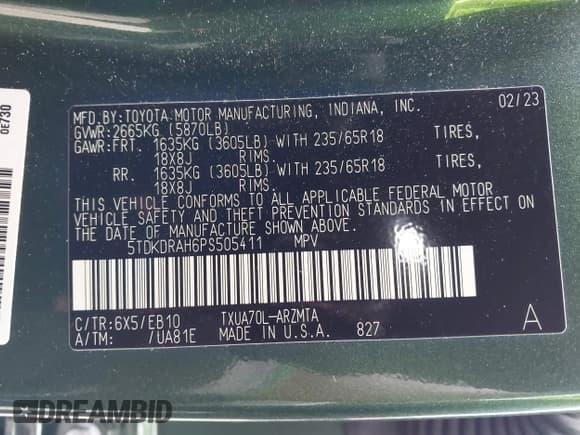 OE730
MFD.BY:TOYOTA MOTOR MANUFACTURING, INDIANA, INC. 02/23
GVWR:2665KG (5870LB)
GAWR:FRT. 1635KG (3605LB) WITH 235/65R18 TIRES,
18X8J RIMS.
RR. 1635KG (3605LB) WITH 235/65R18 TIRES,
18X8J RIMS.
THIS VEHICLE CONFORMS TO ALL APPLICABLE FEDERAL MOTOR
VEHICLE SAFETY AND THEFT PREVENTION STANDARDS IN EFFECT ON
THE DATE OF MANUFACTURE SHOWN ABOVE.
5TDKDRAH6PS505411 MPV
C/TR:6X5/EB10 TXUA70L-ARZMTA
A/TM: /UA81E MADE IN U.S.A. 827 A
DREAMBID